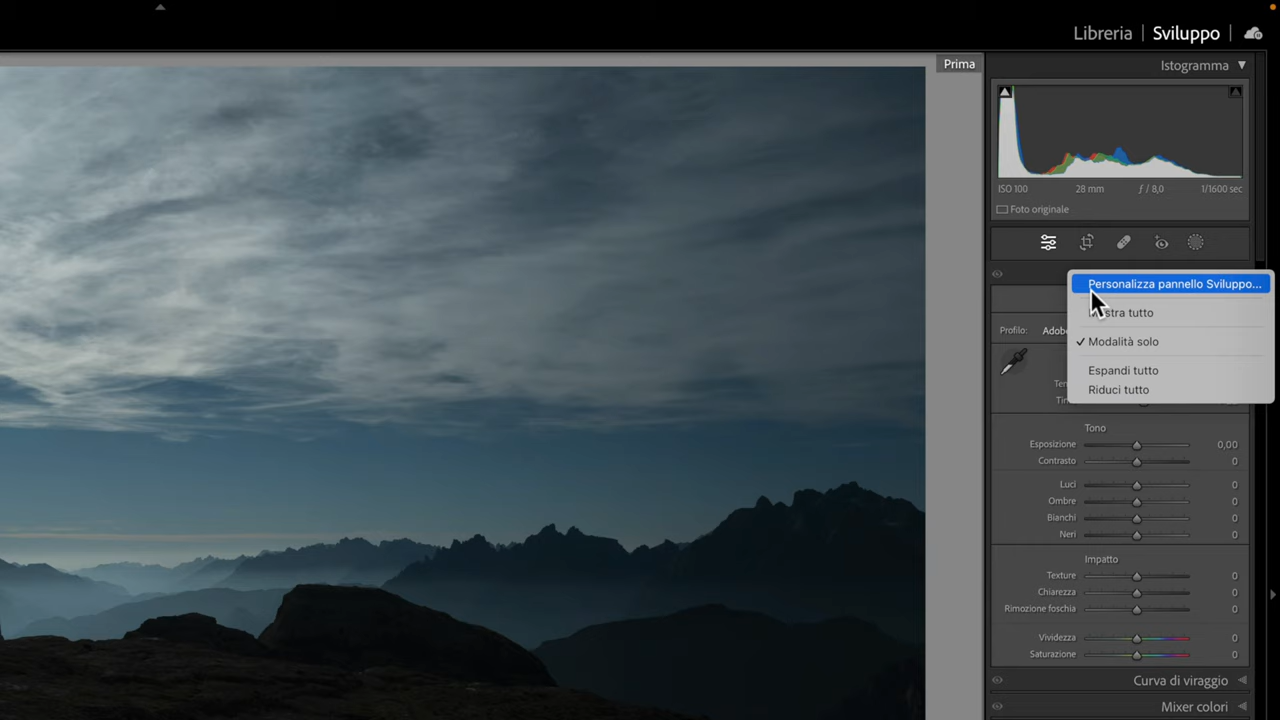 Libreria | Sviluppo |
Prima
Istogramma
ISO 100 28 mm ƒ / 8,0 1/1600 sec
Foto originale
Personalizza pannello Sviluppo...
tutto
Modalità solo
Espandi tutto
Riduci tutto
Profilo:
Tono
Esposizione 0,00
Contrasto 0
Luci 0
Ombre 0
Bianchi 0
Neri 0
Impatto
Texture 0
Chiarezza 0
Rimozione foschia 0
Vividezza 0
Saturazione 0
Curva di viraggio
Mixer colori